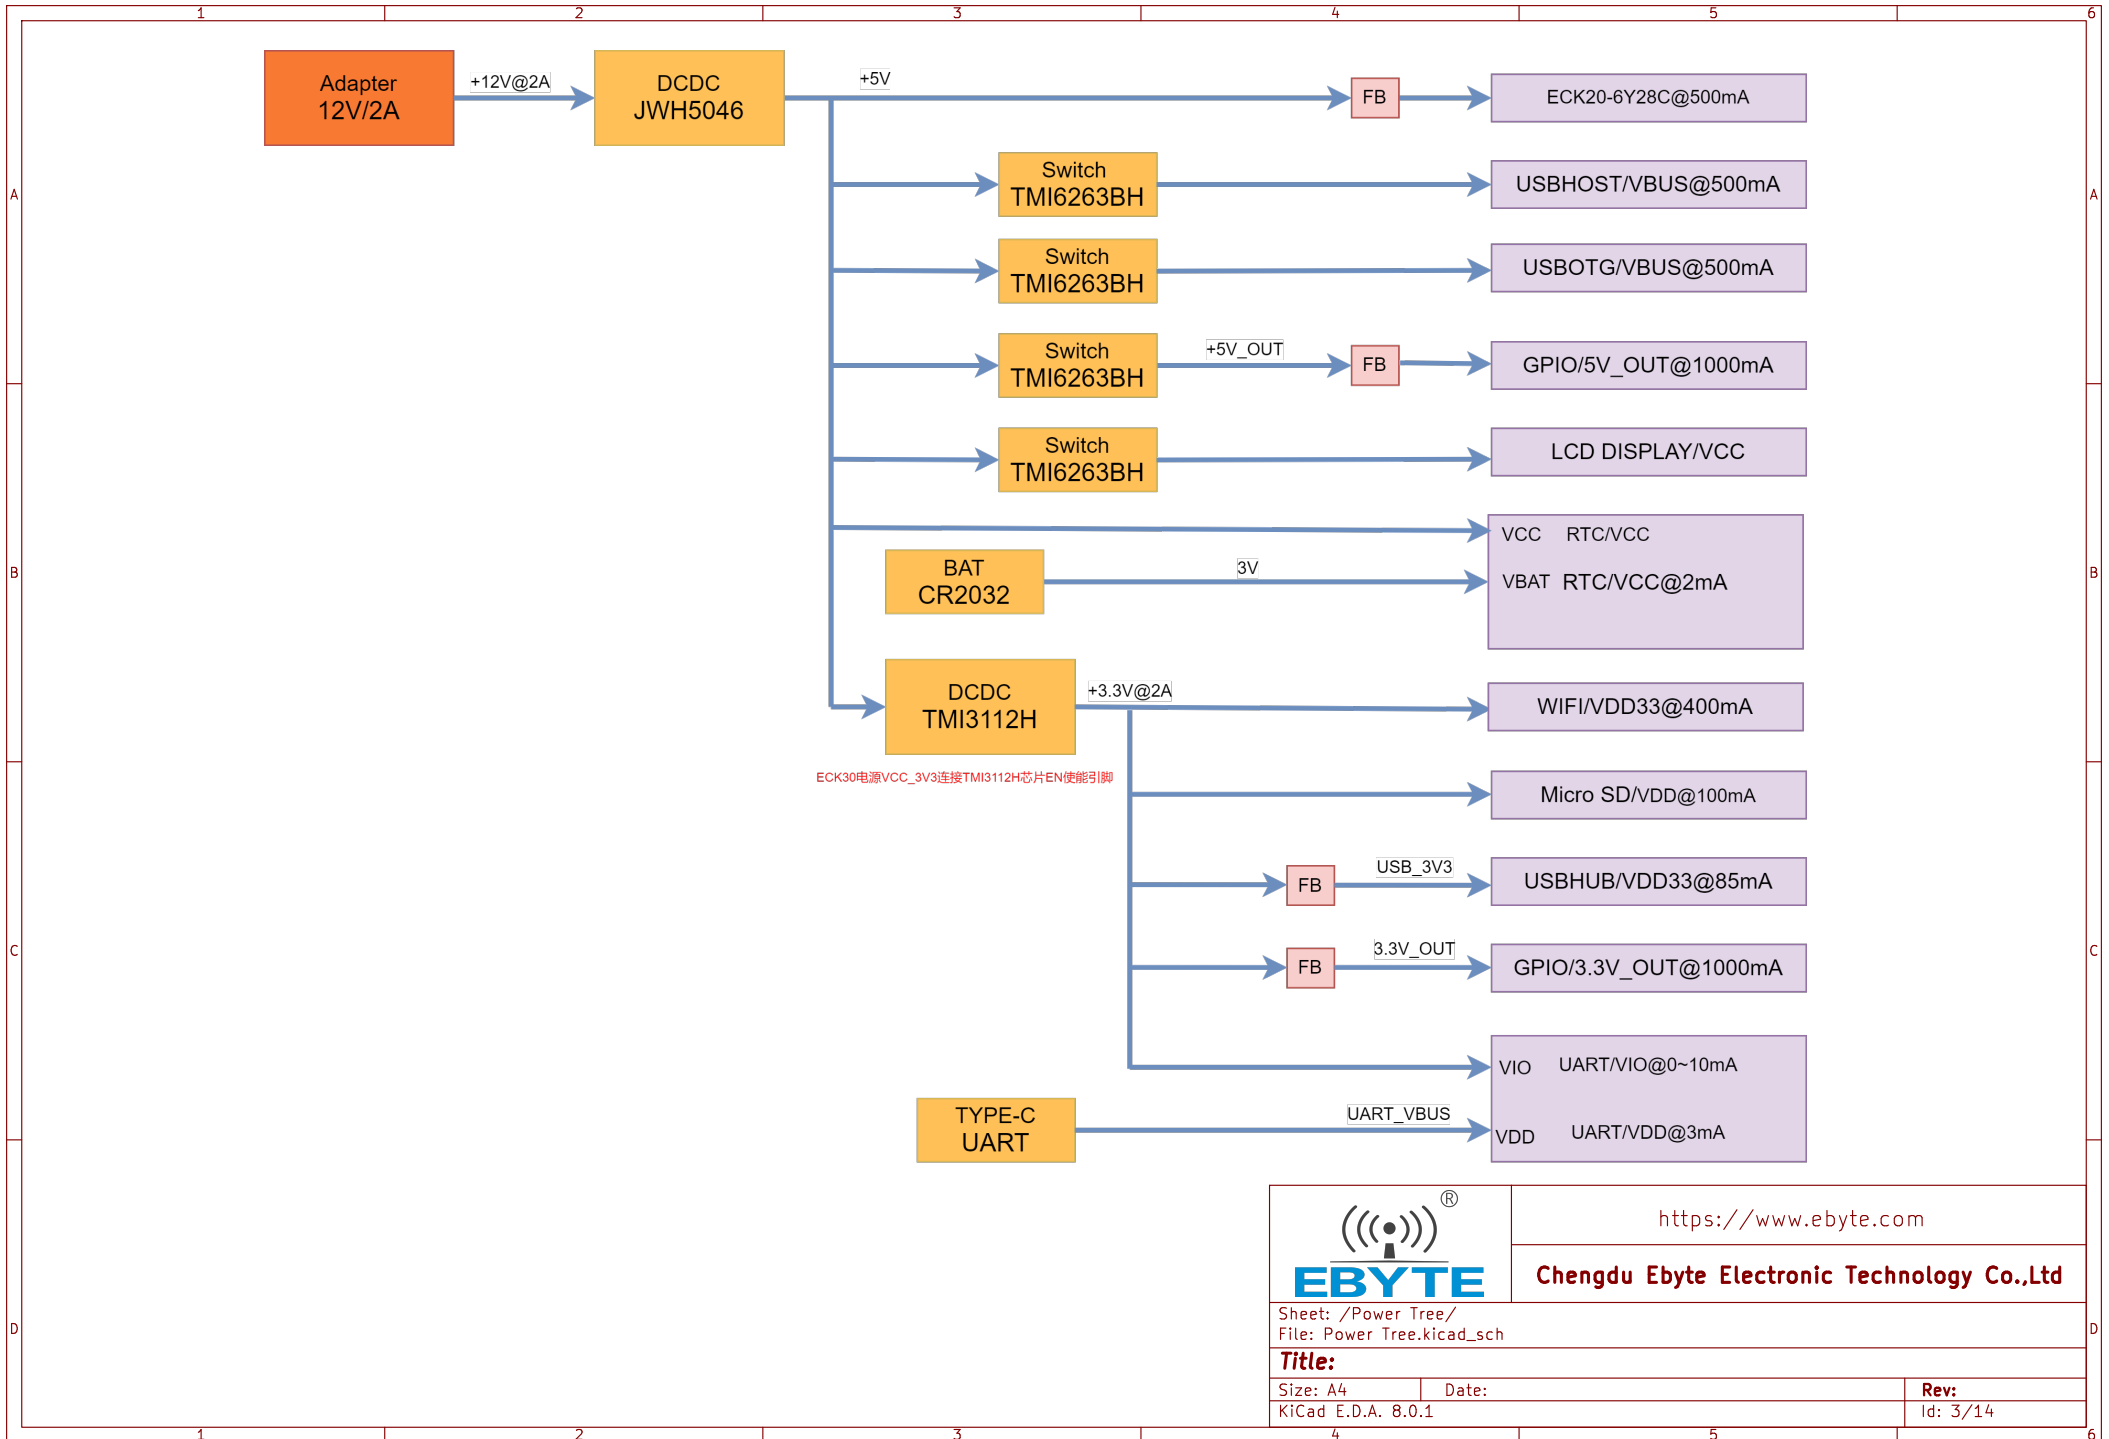 1 2 3 4 5 6
Adapter
12V/2A
+12V@2A
DCDC
JWH5046
+5V
FB
ECK20-6Y28C@500mA
A
A
Switch
TMI6263BH
USBHOST/VBUS@500mA
Switch
TMI6263BH
USBOTG/VBUS@500mA
Switch
TMI6263BH
+5V_OUT
FB
GPIO/5V_OUT@1000mA
Switch
TMI6263BH
LCD DISPLAY/VCC
VCC RTC/VCC
B
B
BAT
CR2032
3V
VBAT RTC/VCC@2mA
DCDC
TMI3112H
+3.3V@2A
WIFI/VDD33@400mA
ECK30电源VCC_3V3连接TMI3112H芯片EN使能引脚
Micro SD/VDD@100mA
FB
USB_3V3
USBHUB/VDD33@85mA
C
C
FB
3.3V_OUT
GPIO/3.3V_OUT@1000mA
VIO UART/VIO@0~10mA
TYPE-C
UART
UART_VBUS
VDD UART/VDD@3mA
®
EBYTE
https://www.ebyte.com
Chengdu Ebyte Electronic Technology Co.,Ltd
Sheet: /Power Tree/
File: Power Tree.kicad_sch
D
D
Title:
Size: A4 Date: Rev:
KiCad E.D.A. 8.0.1 Id: 3/14
1 2 3 4 5 6